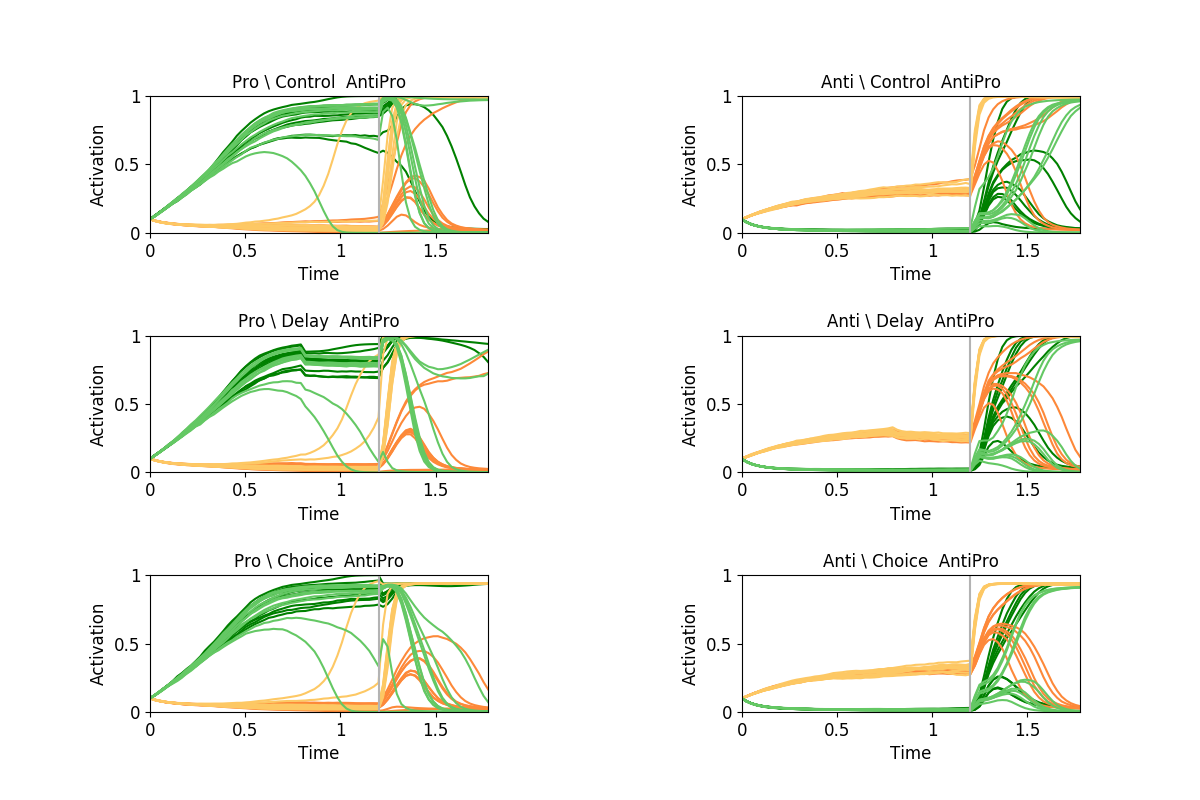 Pro \ Control  AntiPro
Activation
1
0.5
0
0
0.5
1
1.5
Time
Anti \ Control  AntiPro
Activation
1
0.5
0
0
0.5
1
1.5
Time
Pro \ Delay  AntiPro
Activation
1
0.5
0
0
0.5
1
1.5
Time
Anti \ Delay  AntiPro
Activation
1
0.5
0
0
0.5
1
1.5
Time
Pro \ Choice  AntiPro
Activation
1
0.5
0
0
0.5
1
1.5
Time
Anti \ Choice  AntiPro
Activation
1
0.5
0
0
0.5
1
1.5
Time